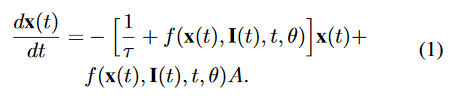 dx(t)/dt = − [1/τ + f(x(t), I(t), t, θ)]x(t)+ (1)
f(x(t), I(t), t, θ)A.